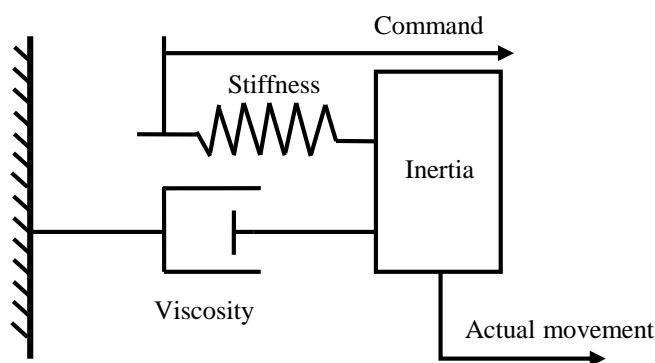 Command
Stiffness
Inertia
Viscosity
Actual movement